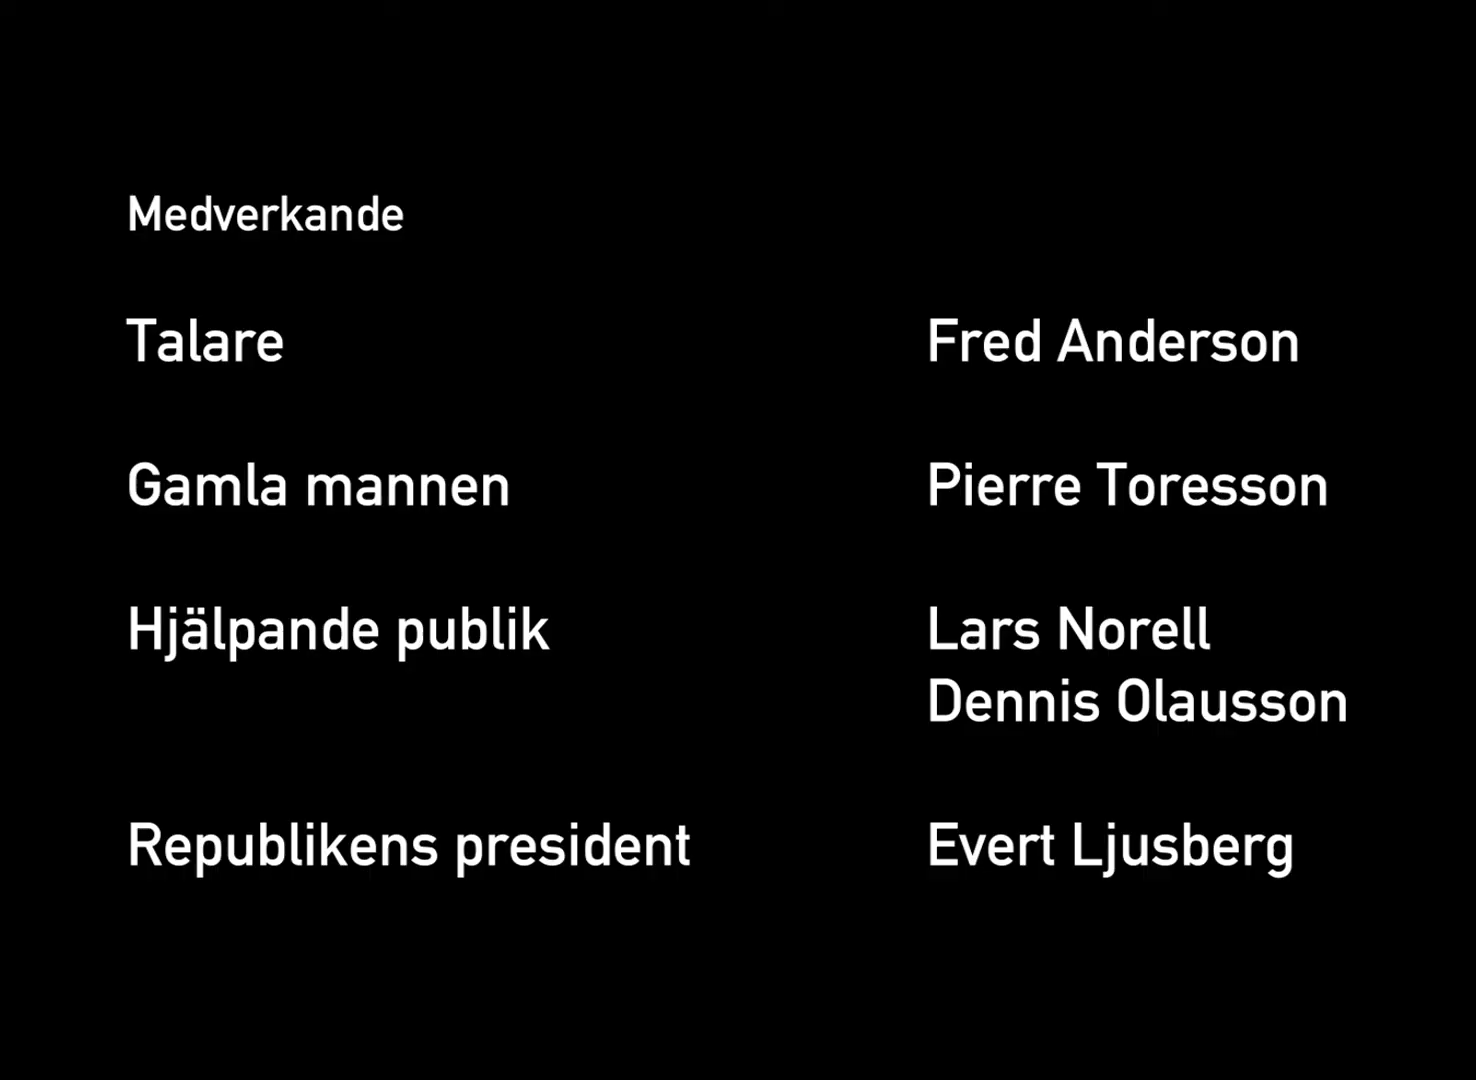 Medverkande
Talare Fred Anderson
Gamla mannen Pierre Toresson
Hjälpande publik Lars Norell
Dennis Olausson
Republikens president Evert Ljusberg